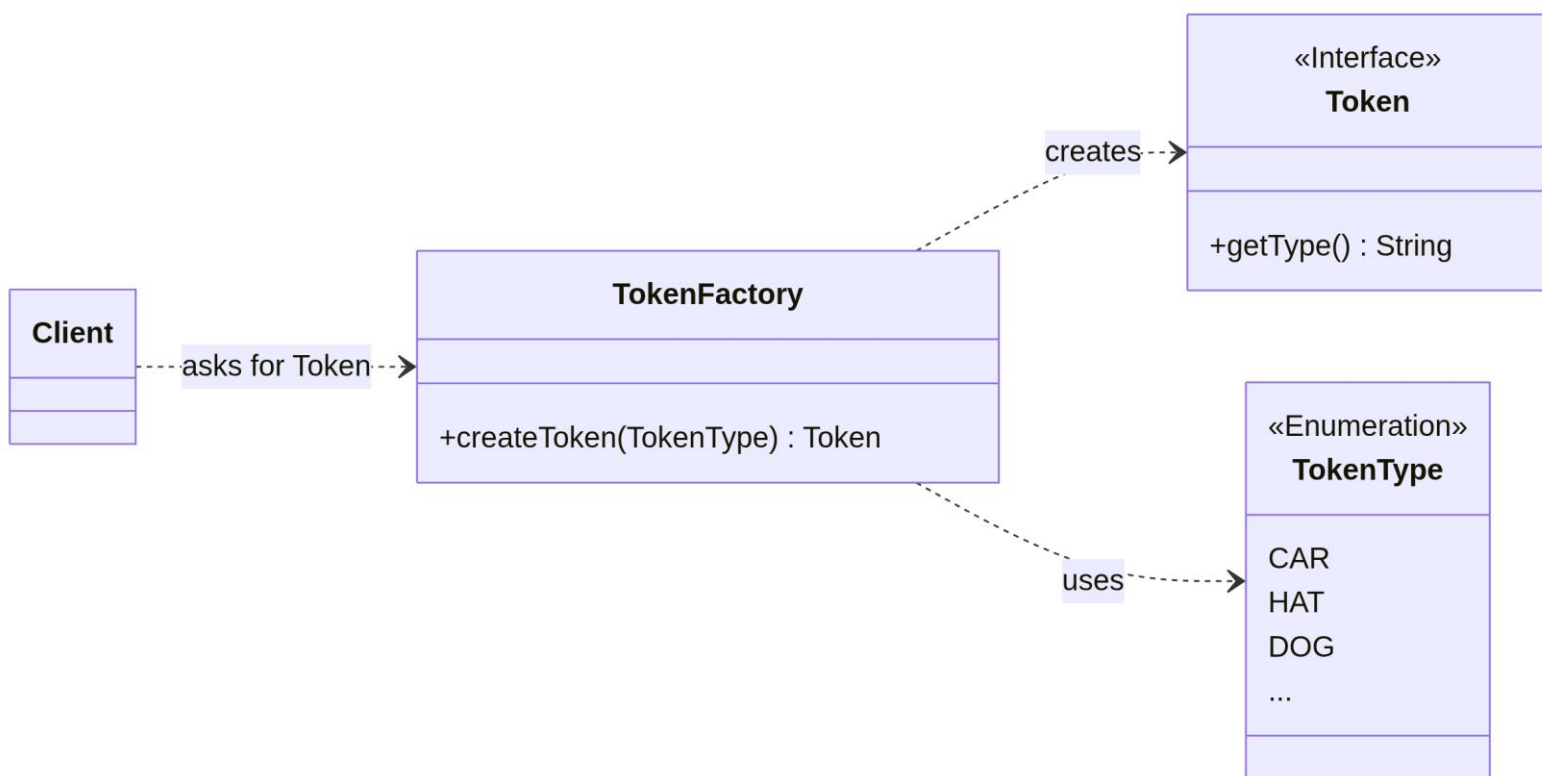 Client
asks for Token
TokenFactory
+createToken(TokenType) : Token
creates
«Interface»
Token
+getType() : String
uses
«Enumeration»
TokenType
CAR
HAT
DOG
...